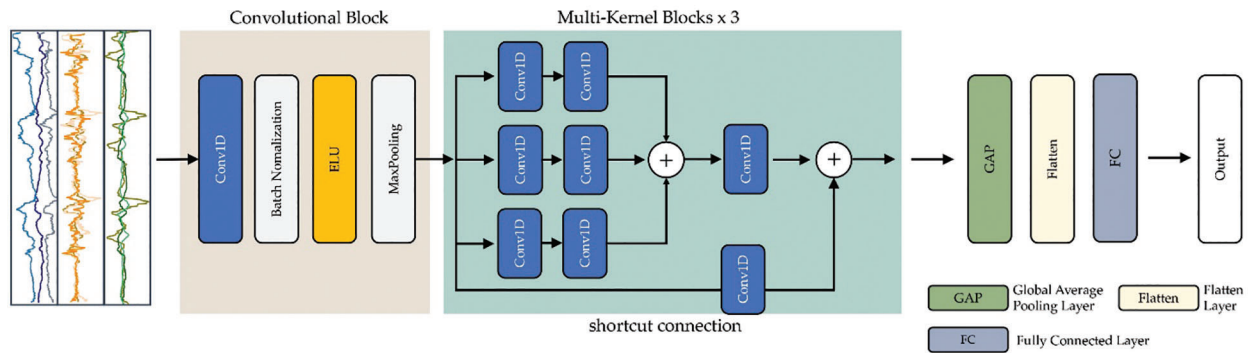 Convolutional Block
Multi-Kernel Blocks x 3
Conv1D
Batch Nomalization
ELU
MaxPooling
Conv1D
Conv1D
Conv1D
Conv1D
Conv1D
Conv1D
+
Conv1D
+
Conv1D
shortcut connection
GAP
Flatten
FC
Output
GAP
Global Average
Pooling Layer
Flatten
Flatten
Layer
FC
Fully Connected Layer